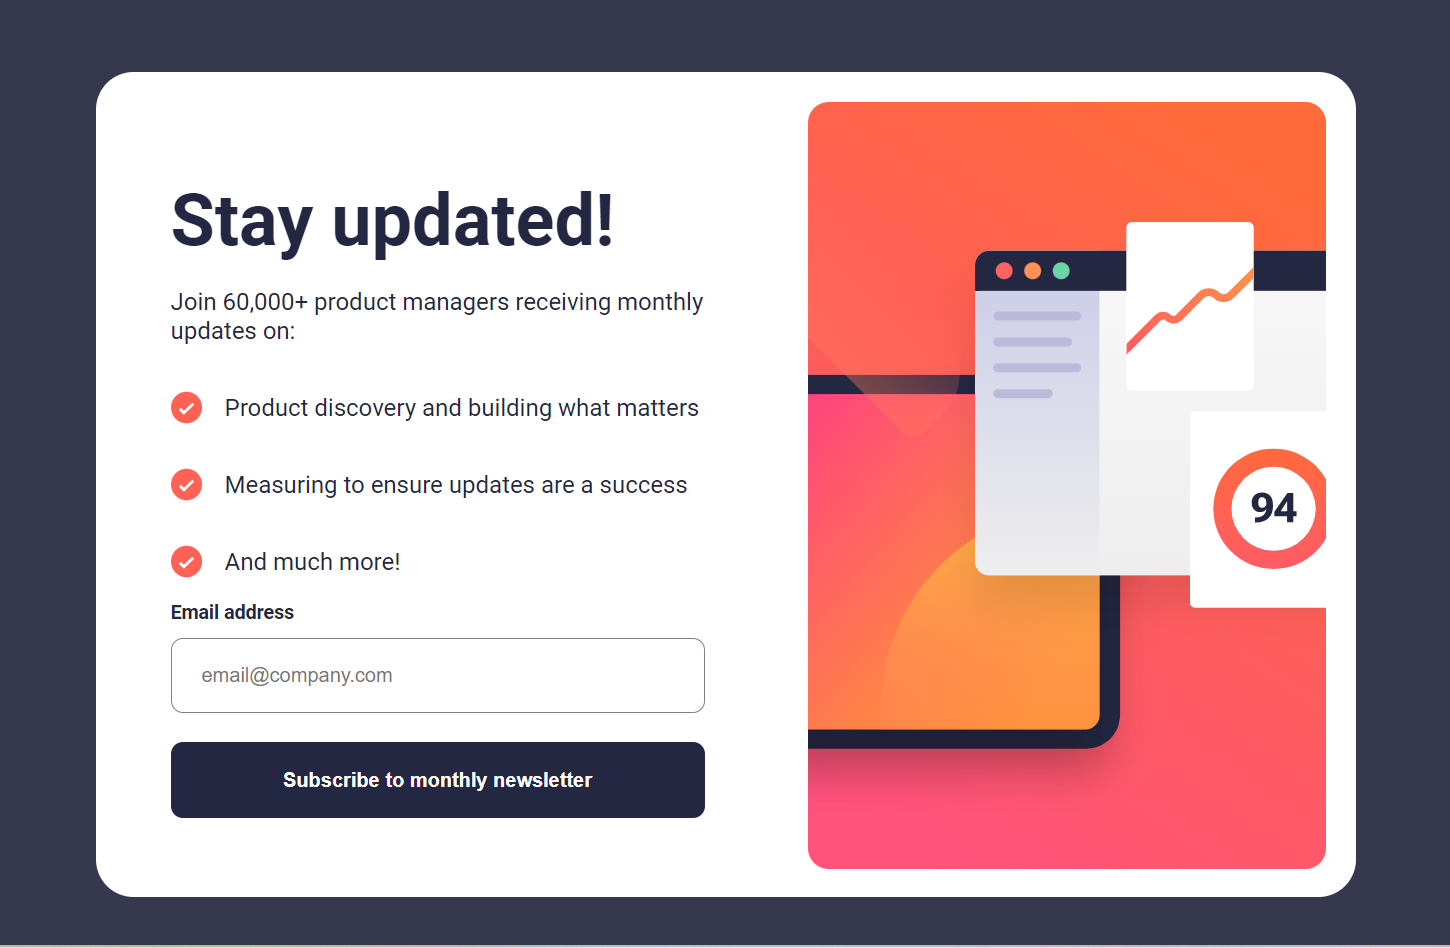 Stay updated!
Join 60,000+ product managers receiving monthly
updates on:
Product discovery and building what matters
Measuring to ensure updates are a success
And much more!
Email address
email@company.com
Subscribe to monthly newsletter
94